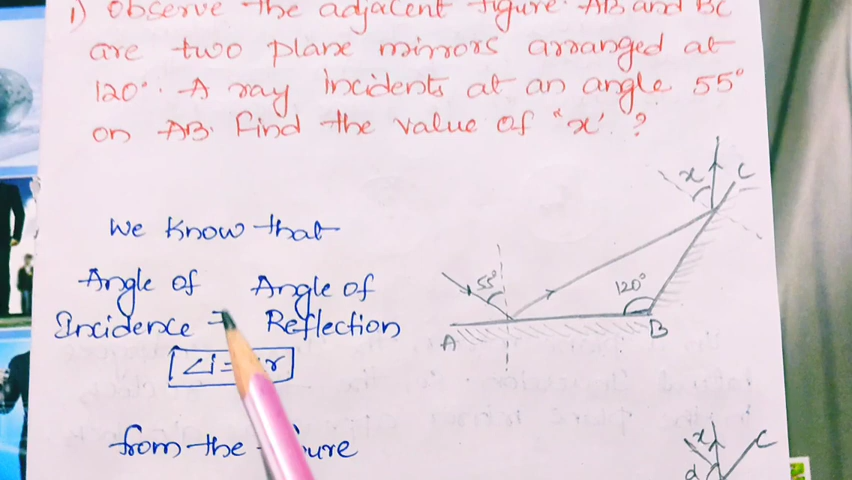 1) Observe the adjacent figure. AB and BC
are two plane mirrors arranged at
120°. A ray incidents at an angle 55°
on AB. Find the value of "x'. ?
x
C
We know that
Angle of Angle of
Incidence = Reflection
55°
120°
A
B
∠i = r
from the
x
C